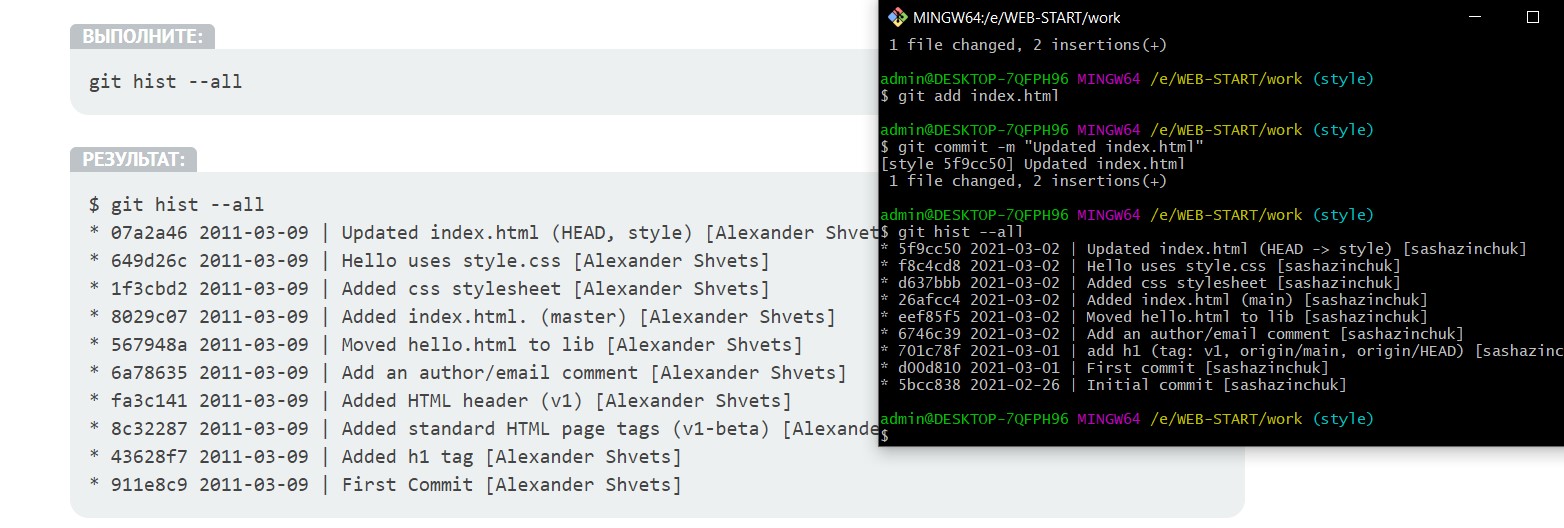 ВЫПОЛНИТЕ:
git hist --all
РЕЗУЛЬТАТ:
$ git hist --all
* 07a2a46 2011-03-09 | Updated index.html (HEAD, style) [Alexander Shvet
* 649d26c 2011-03-09 | Hello uses style.css [Alexander Shvets]
* 1f3cbd2 2011-03-09 | Added css stylesheet [Alexander Shvets]
* 8029c07 2011-03-09 | Added index.html. (master) [Alexander Shvets]
* 567948a 2011-03-09 | Moved hello.html to lib [Alexander Shvets]
* 6a78635 2011-03-09 | Add an author/email comment [Alexander Shvets]
* fa3c141 2011-03-09 | Added HTML header (v1) [Alexander Shvets]
* 8c32287 2011-03-09 | Added standard HTML page tags (v1-beta) [Alexande
* 43628f7 2011-03-09 | Added h1 tag [Alexander Shvets]
* 911e8c9 2011-03-09 | First Commit [Alexander Shvets]
MINGW64:/e/WEB-START/work
1 file changed, 2 insertions(+)
admin@DESKTOP-7QFPH96 MINGW64 /e/WEB-START/work (style)
$ git add index.html
admin@DESKTOP-7QFPH96 MINGW64 /e/WEB-START/work (style)
$ git commit -m "Updated index.html"
[style 5f9cc50] Updated index.html
1 file changed, 2 insertions(+)
admin@DESKTOP-7QFPH96 MINGW64 /e/WEB-START/work (style)
$ git hist --all
* 5f9cc50 2021-03-02 | Updated index.html (HEAD -> style) [sashazinchuk]
* f8c4cd8 2021-03-02 | Hello uses style.css [sashazinchuk]
* d637bbb 2021-03-02 | Added css stylesheet [sashazinchuk]
* 26afcc4 2021-03-02 | Added index.html (main) [sashazinchuk]
* eef85f5 2021-03-02 | Moved hello.html to lib [sashazinchuk]
* 6746c39 2021-03-02 | Add an author/email comment [sashazinchuk]
* 701c78f 2021-03-01 | add h1 (tag: v1, origin/main, origin/HEAD) [sashazinc
* d00d810 2021-03-01 | First commit [sashazinchuk]
* 5bcc838 2021-02-26 | Initial commit [sashazinchuk]
admin@DESKTOP-7QFPH96 MINGW64 /e/WEB-START/work (style)
$